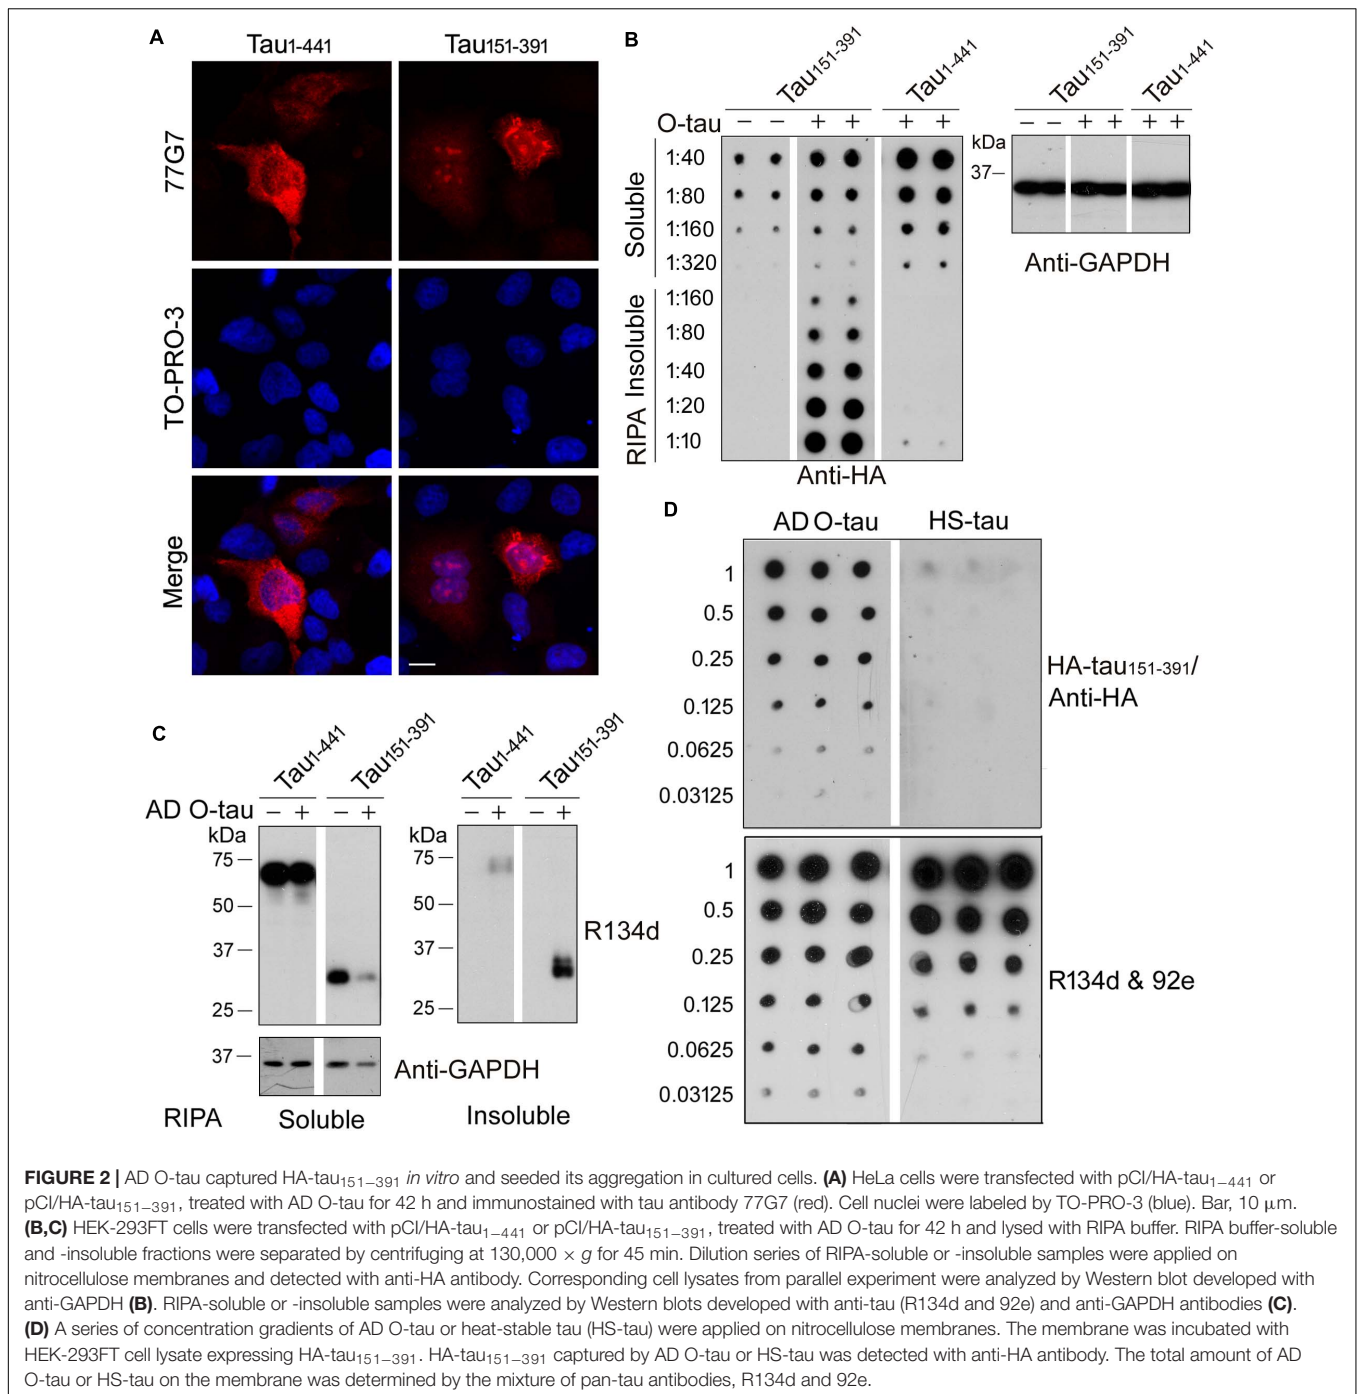 A
Tau1-441
Tau151-391
77G7
TO-PRO-3
Merge
B
Tau151-391
Tau1-441
O-tau − − + + + +
Soluble
1:40
1:80
1:160
1:320
RIPA Insoluble
1:160
1:80
1:40
1:20
1:10
Anti-HA
Tau151-391
Tau1-441
− − + + + +
kDa
37
Anti-GAPDH
C
Tau1-441
Tau151-391
AD O-tau − + − +
kDa
75
50
37
25
37
Anti-GAPDH
RIPA
Soluble
Tau1-441
Tau151-391
− + − +
kDa
75
50
37
25
R134d
Insoluble
D
AD O-tau
HS-tau
1
0.5
0.25
0.125
0.0625
0.03125
HA-tau151-391/
Anti-HA
1
0.5
0.25
0.125
0.0625
0.03125
R134d & 92e
FIGURE 2 | AD O-tau captured HA-tau151−391 in vitro and seeded its aggregation in cultured cells. (A) HeLa cells were transfected with pCI/HA-tau1−441 or
pCI/HA-tau151−391, treated with AD O-tau for 42 h and immunostained with tau antibody 77G7 (red). Cell nuclei were labeled by TO-PRO-3 (blue). Bar, 10 μm.
(B,C) HEK-293FT cells were transfected with pCI/HA-tau1−441 or pCI/HA-tau151−391, treated with AD O-tau for 42 h and lysed with RIPA buffer. RIPA buffer-soluble
and -insoluble fractions were separated by centrifuging at 130,000 × g for 45 min. Dilution series of RIPA-soluble or -insoluble samples were applied on
nitrocellulose membranes and detected with anti-HA antibody. Corresponding cell lysates from parallel experiment were analyzed by Western blot developed with
anti-GAPDH (B). RIPA-soluble or -insoluble samples were analyzed by Western blots developed with anti-tau (R134d and 92e) and anti-GAPDH antibodies (C).
(D) A series of concentration gradients of AD O-tau or heat-stable tau (HS-tau) were applied on nitrocellulose membranes. The membrane was incubated with
HEK-293FT cell lysate expressing HA-tau151−391. HA-tau151−391 captured by AD O-tau or HS-tau was detected with anti-HA antibody. The total amount of AD
O-tau or HS-tau on the membrane was determined by the mixture of pan-tau antibodies, R134d and 92e.